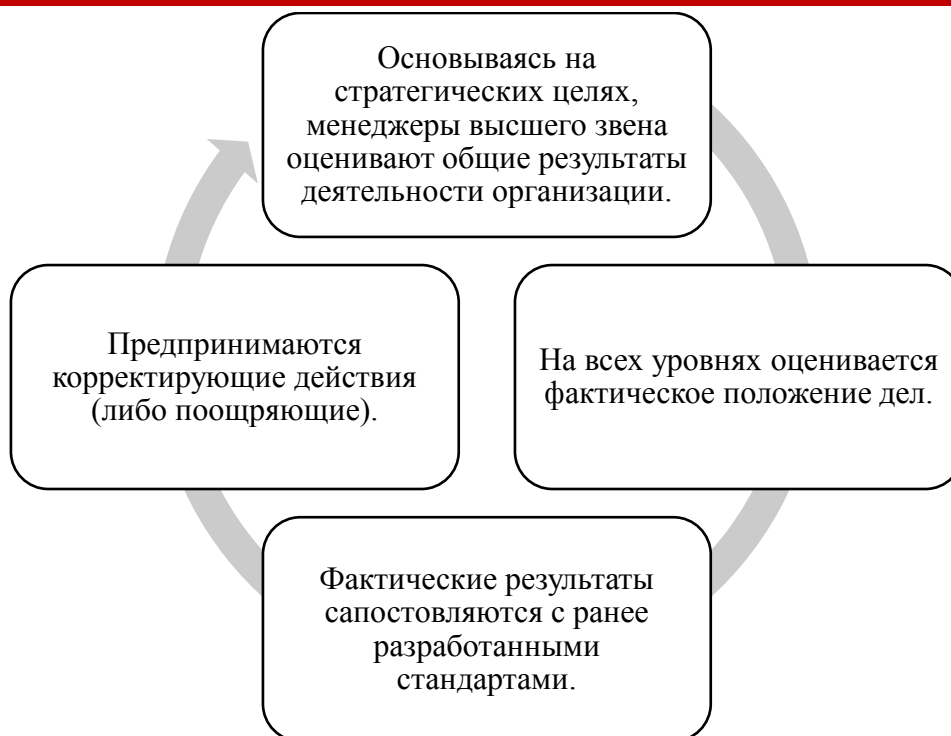 Основываясь на
стратегических целях,
менеджеры высшего звена
оценивают общие результаты
деятельности организации.
На всех уровнях оценивается
фактическое положение дел.
Фактические результаты
сапостовляются с ранее
разработанными
стандартами.
Предпринимаются
корректирующие действия
(либо поощряющие).